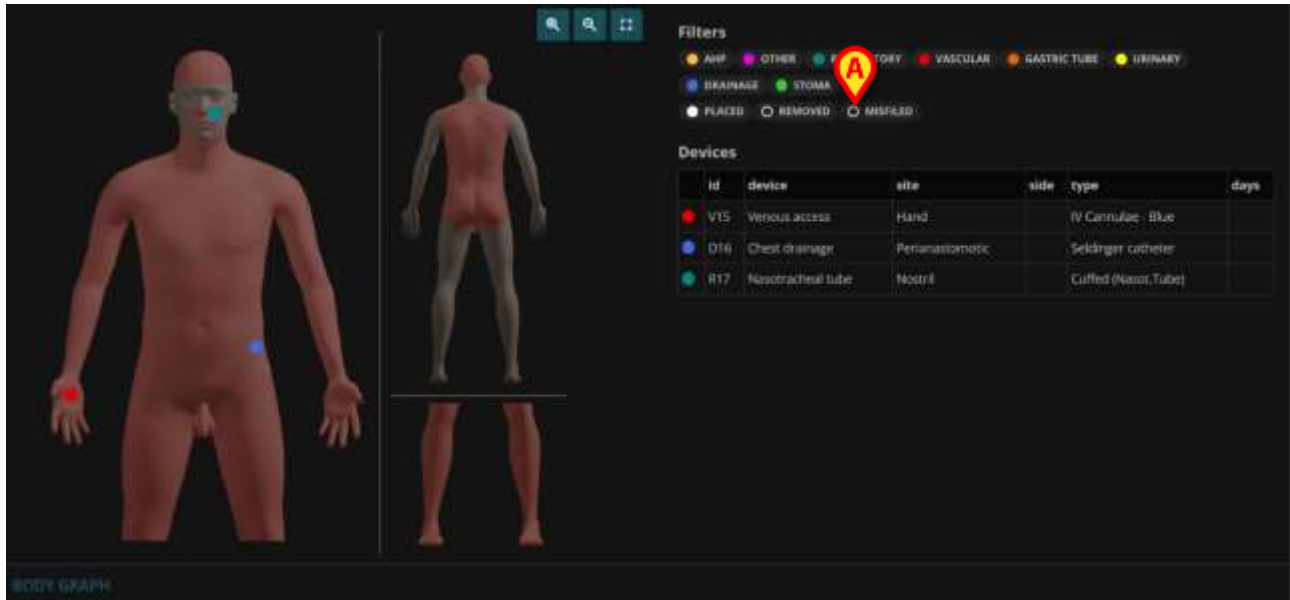 Filters
AHF OTHER TORY VASCULAR GASTRIC TUBE URINARY
A
DRAINAGE STOMA
PLACED REMOVED MISFILED
Devices
id device site side type days
V15 Venous access Hand IV Cannulae - Blue
D16 Chest drainage Perianastomotic Seldinger catheter
R17 Nasotracheal tube Nostril Cuffed (Nasot.Tube)
BODY GRAPH